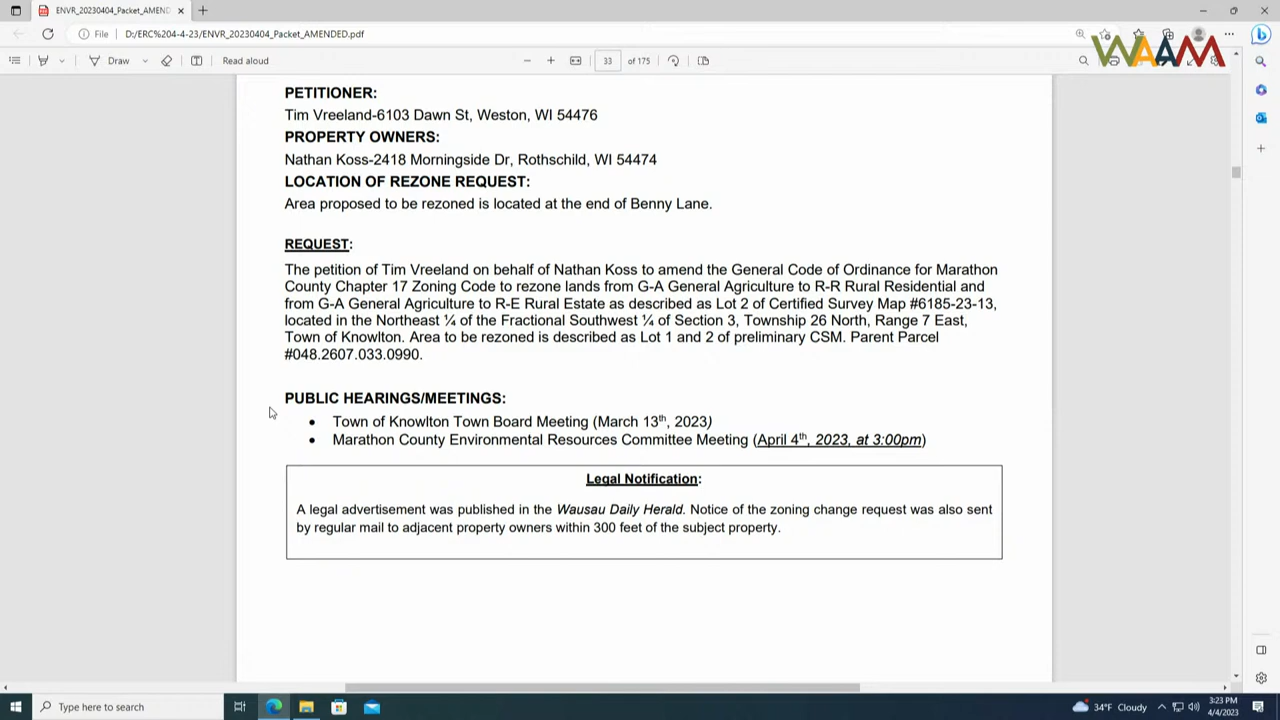 ENVR_20230404_Packet_AMEND
File D:/ERC%204-4-23/ENVR_20230404_Packet_AMENDED.pdf
WAAM
Draw Read aloud 33 of 175
PETITIONER:
Tim Vreeland-6103 Dawn St, Weston, WI 54476
PROPERTY OWNERS:
Nathan Koss-2418 Morningside Dr, Rothschild, WI 54474
LOCATION OF REZONE REQUEST:
Area proposed to be rezoned is located at the end of Benny Lane.
REQUEST:
The petition of Tim Vreeland on behalf of Nathan Koss to amend the General Code of Ordinance for Marathon
County Chapter 17 Zoning Code to rezone lands from G-A General Agriculture to R-R Rural Residential and
from G-A General Agriculture to R-E Rural Estate as described as Lot 2 of Certified Survey Map #6185-23-13,
located in the Northeast ¼ of the Fractional Southwest ¼ of Section 3, Township 26 North, Range 7 East,
Town of Knowlton. Area to be rezoned is described as Lot 1 and 2 of preliminary CSM. Parent Parcel
#048.2607.033.0990.
PUBLIC HEARINGS/MEETINGS:
• Town of Knowlton Town Board Meeting (March 13th, 2023)
• Marathon County Environmental Resources Committee Meeting (April 4th, 2023, at 3:00pm)
Legal Notification:
A legal advertisement was published in the Wausau Daily Herald. Notice of the zoning change request was also sent
by regular mail to adjacent property owners within 300 feet of the subject property.
Type here to search
34°F Cloudy
3:23 PM
4/4/2023